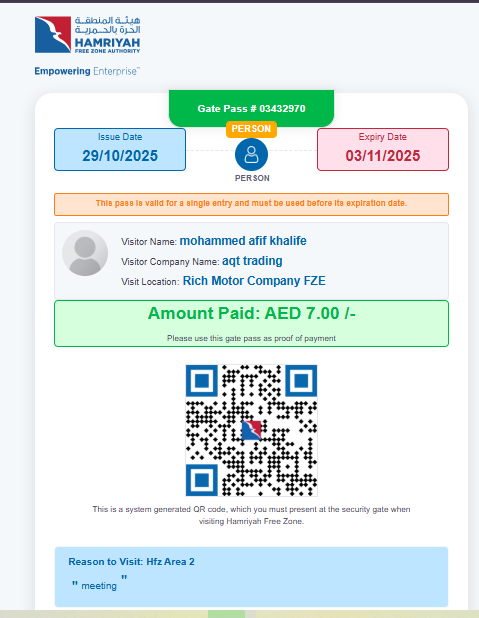 هيئة المنطقة
الحرة بالحمرية
HAMRIYAH
FREE ZONE AUTHORITY
Empowering Enterprise™
Gate Pass # 03432970
PERSON
Issue Date
29/10/2025
PERSON
Expiry Date
03/11/2025
This pass is valid for a single entry and must be used before its expiration date.
Visitor Name: mohammed afif khalife
Visitor Company Name: aqt trading
Visit Location: Rich Motor Company FZE
Amount Paid: AED 7.00 /-
Please use this gate pass as proof of payment
This is a system generated QR code, which you must present at the security gate when
visiting Hamriyah Free Zone.
Reason to Visit: Hfz Area 2
" meeting "